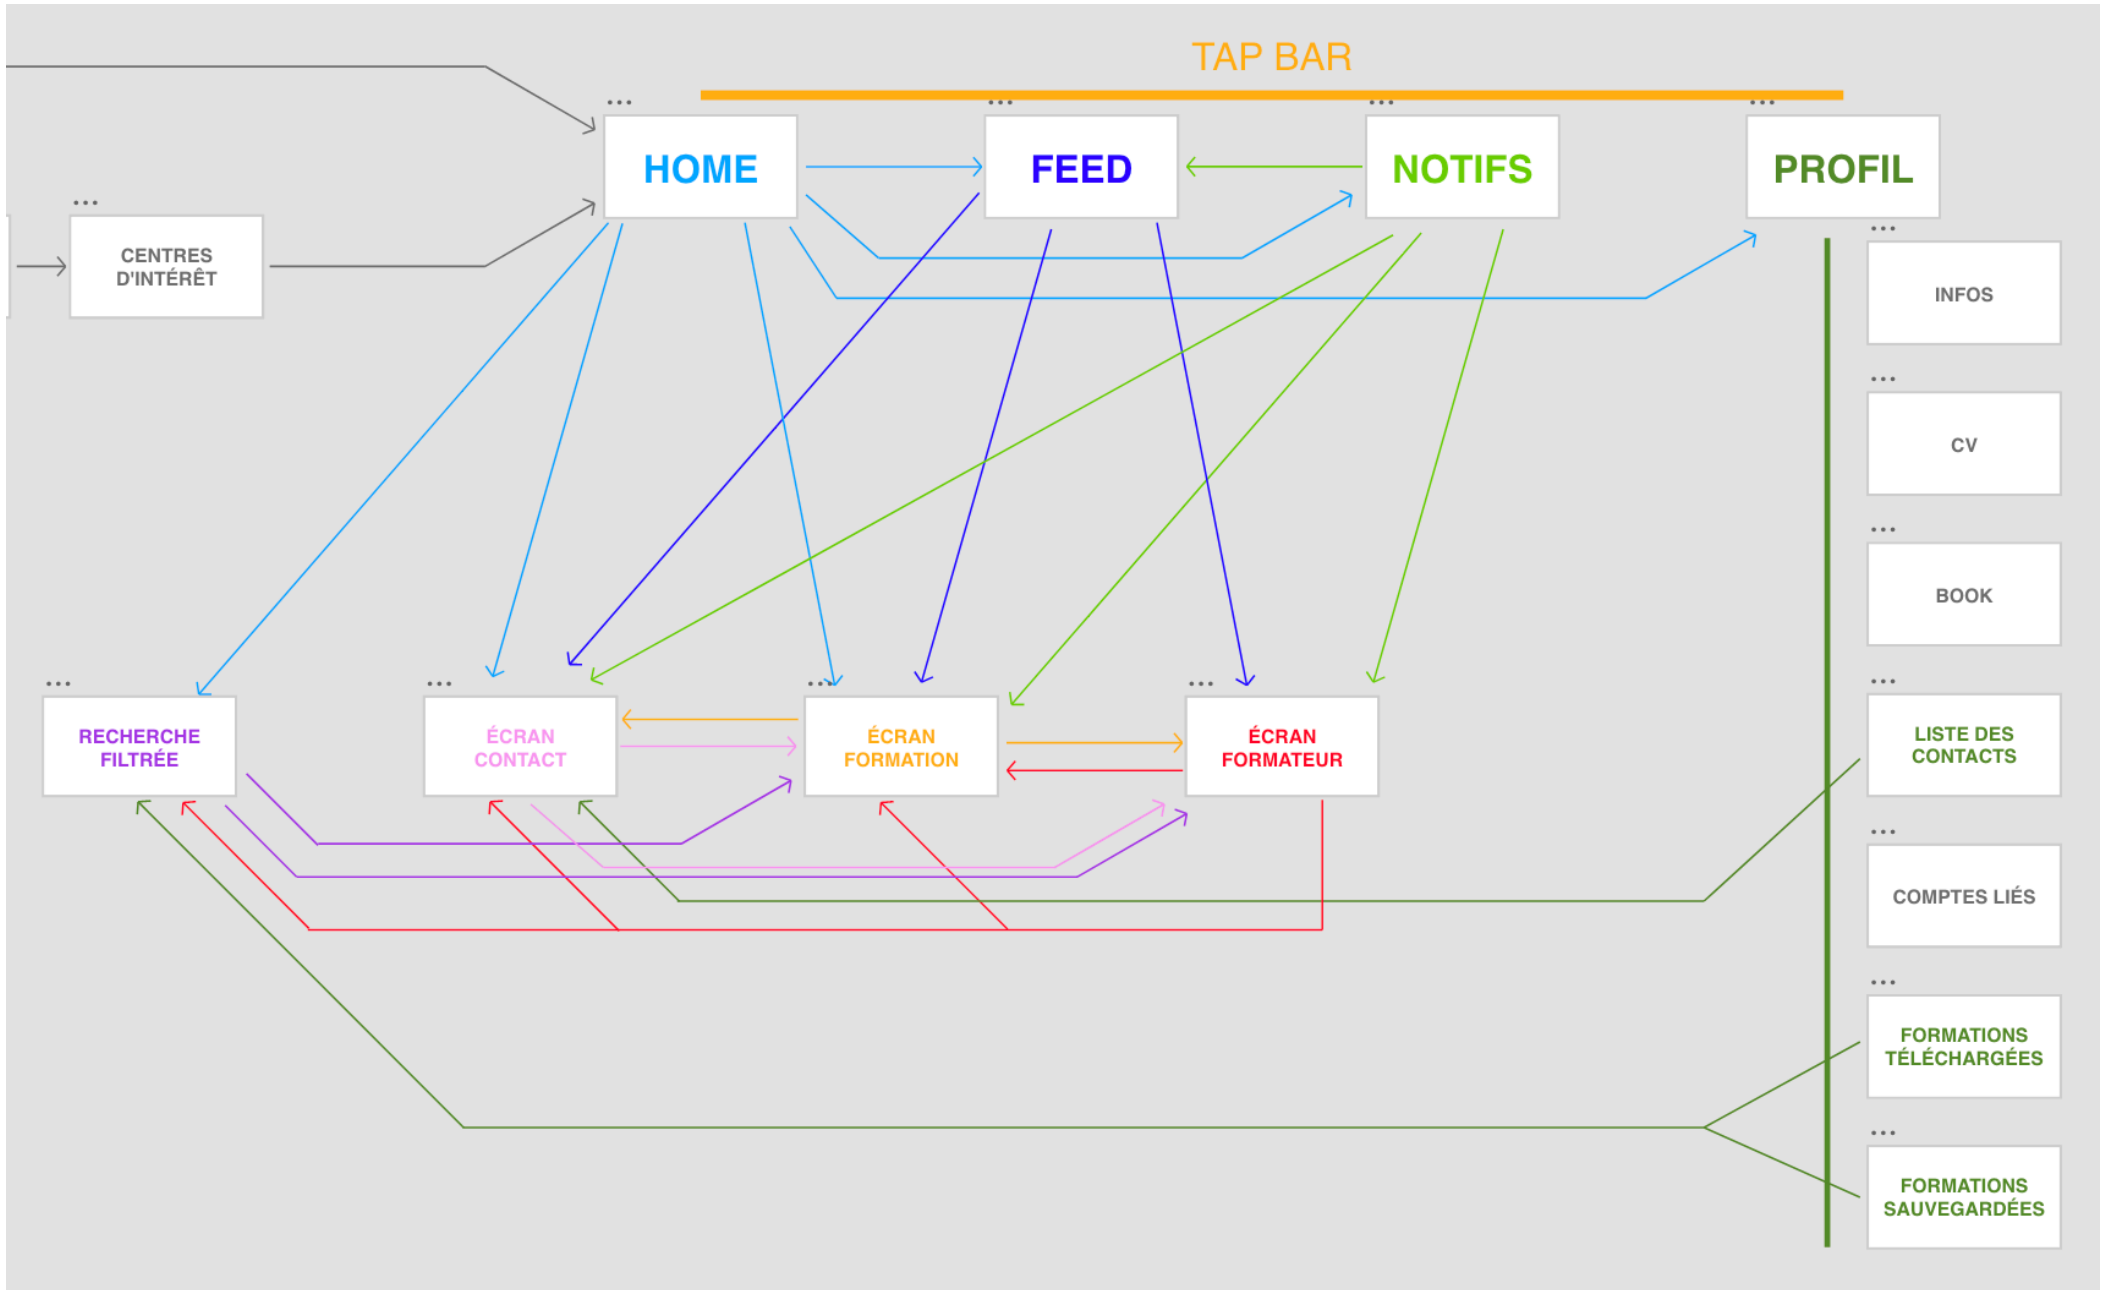 TAP BAR
...
...
...
...
HOME
FEED
NOTIFS
PROFIL
...
CENTRES
D'INTÉRÊT
...
INFOS
...
CV
...
BOOK
...
RECHERCHE
FILTRÉE
...
ÉCRAN
CONTACT
...
ÉCRAN
FORMATION
...
ÉCRAN
FORMATEUR
...
LISTE DES
CONTACTS
...
COMPTES LIÉS
...
FORMATIONS
TÉLÉCHARGÉES
...
FORMATIONS
SAUVEGARDÉES